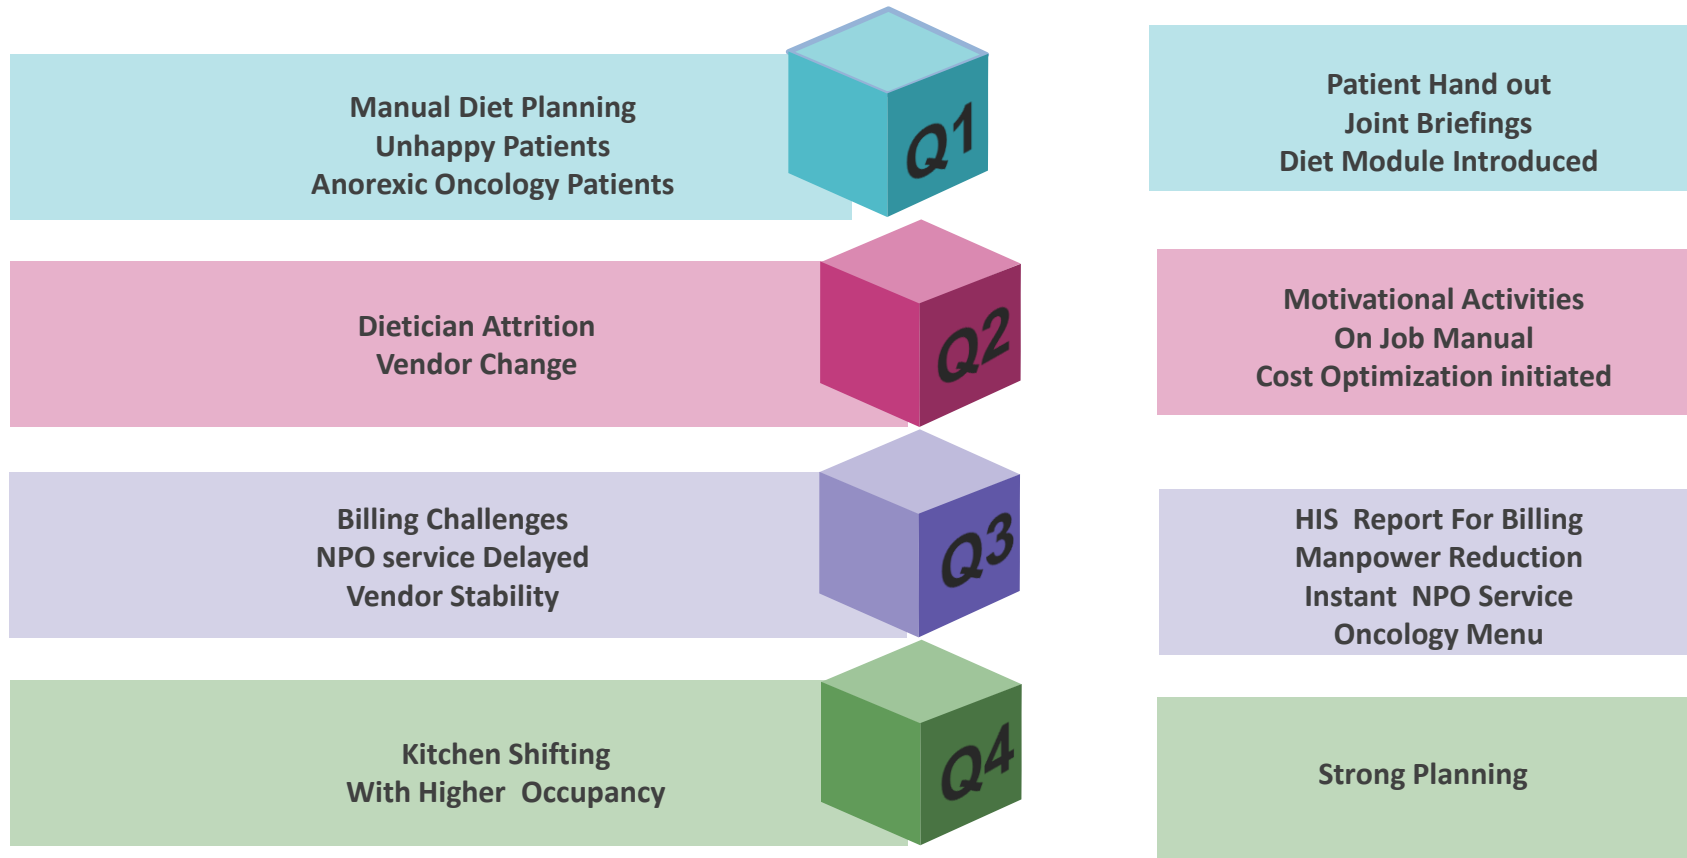 Manual Diet Planning
Unhappy Patients
Anorexic Oncology Patients
Q1
Patient Hand out
Joint Briefings
Diet Module Introduced
Dietician Attrition
Vendor Change
Q2
Motivational Activities
On Job Manual
Cost Optimization initiated
Billing Challenges
NPO service Delayed
Vendor Stability
Q3
HIS  Report For Billing
Manpower Reduction
Instant  NPO Service
Oncology Menu
Kitchen Shifting
With Higher  Occupancy
Q4
Strong Planning